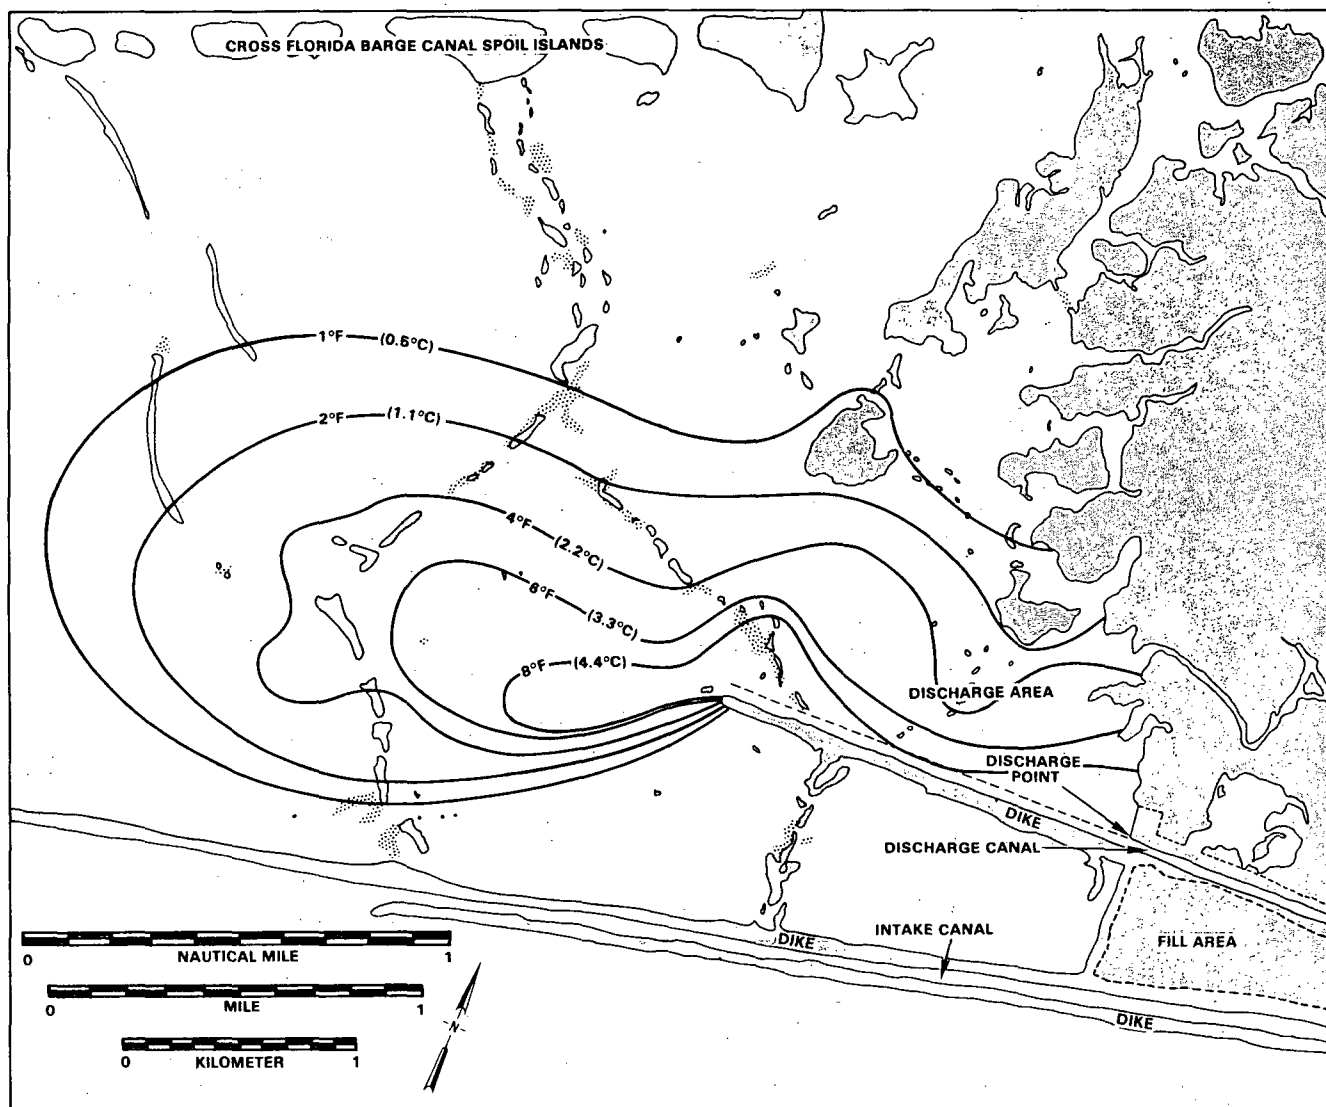 CROSS FLORIDA BARGE CANAL SPOIL ISLANDS
1°F (0.6°C)
2°F (1.1°C)
4°F (2.2°C)
6°F (3.3°C)
8°F (4.4°C)
DISCHARGE AREA
DISCHARGE
POINT
DIKE
DISCHARGE CANAL
INTAKE CANAL
DIKE
FILL AREA
DIKE
0 NAUTICAL MILE 1
0 MILE 1
0 KILOMETER 1
N